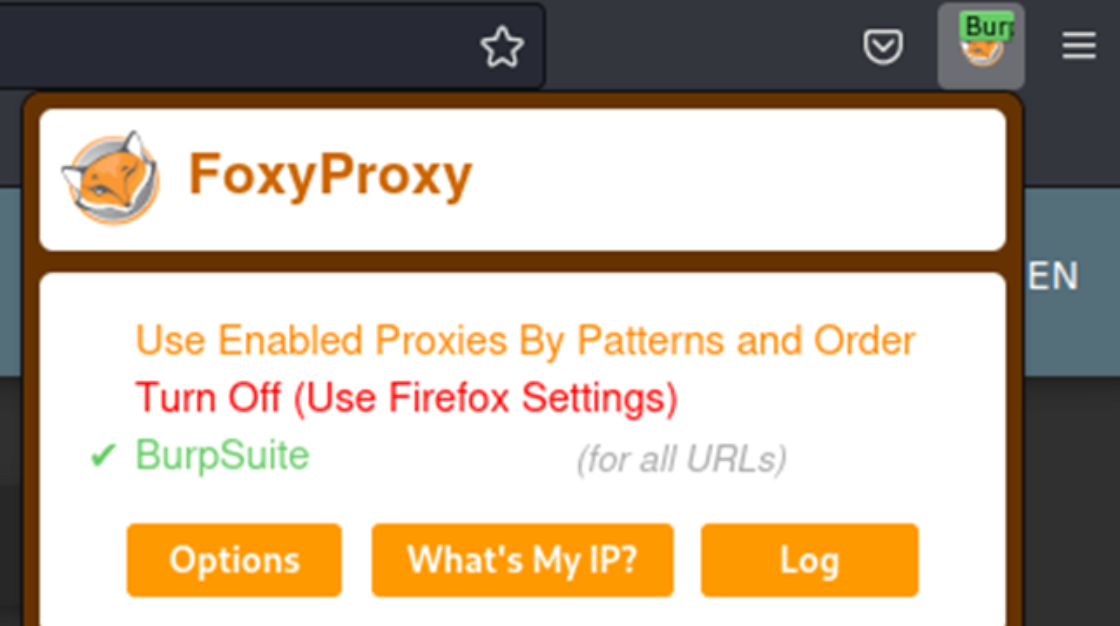 Bur
FoxyProxy
EN
Use Enabled Proxies By Patterns and Order
Turn Off (Use Firefox Settings)
✔ BurpSuite (for all URLs)
Options What's My IP? Log